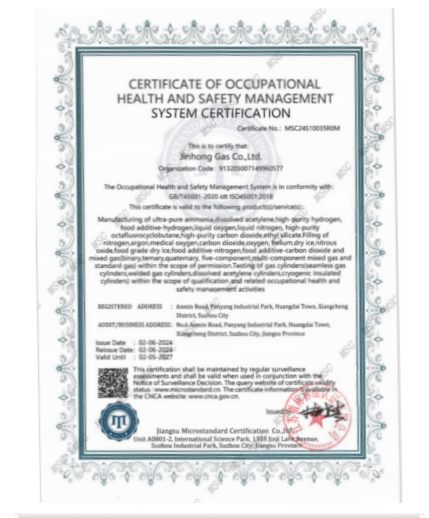 CERTIFICATE OF OCCUPATIONAL
HEALTH AND SAFETY MANAGEMENT
SYSTEM CERTIFICATION
Certificate No.: MSC24S10035R0M
This is to certify that:
Jinhong Gas Co.,Ltd.
Organization Code: 913205007149960577
The Occupational Health and Safety Management System is in conformity with:
GB/T45001-2020 idt ISO45001:2018
This certificate is valid to the following product(s)/service(s):
Manufacturing of ultra-pure ammonia,dissolved acetylene,high-purity hydrogen,
food additive-hydrogen,liquid oxygen,liquid nitrogen, high-purity
octafluorocyclobutane,high-purity carbon dioxide,ethyl silicate.Filling of
nitrogen,argon,medical oxygen,carbon dioxide,oxygen, helium,dry ice,nitrous
oxide,food grade dry ice,food additive-nitrogen,food additive-carbon dioxide and
mixed gas(binary,ternary,quaternary, five-component,multi-component mixed gas and
standard gas) within the scope of permission.Testing of gas cylinders(seamless gas
cylinders,welded gas cylinders,dissolved acetylene cylinders,cryogenic insulated
cylinders) within the scope of qualification and related occupational health and
safety management activities
REGISTERED ADDRESS : Anmin Road, Panyang Industrial Park, Huangdai Town, Xiangcheng
District, Suzhou City
AUDIT/BUSINESS ADDRESS: No.6 Anmin Road, Panyang Industrial Park, Huangdai Town,
Xiangcheng District, Suzhou City, Jiangsu Province
Issue Date : 02-06-2024
Reissue Date: 02-06-2024
Valid Until : 02-05-2027
This certification shall be maintained by regular surveillance
assessments and shall be valid when used in conjunction with the
Notice of Surveillance Decision. The query website of certificate validity
status : www.microstandard.cn. The certificate information is available in
the CNCA website: www.cnca.gov.cn.
Issued by
Jiangsu Microstandard Certification Co.,ltd.
Unit A0801-2, International Science Park, 1355 Jinji Lake Avenue,
Suzhou Industrial Park, Suzhou City, Jiangsu Province